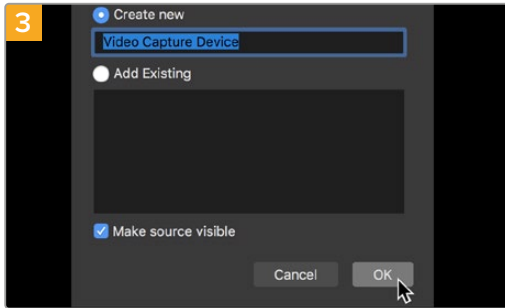 3
Create new
Video Capture Device
Add Existing
Make source visible
Cancel OK